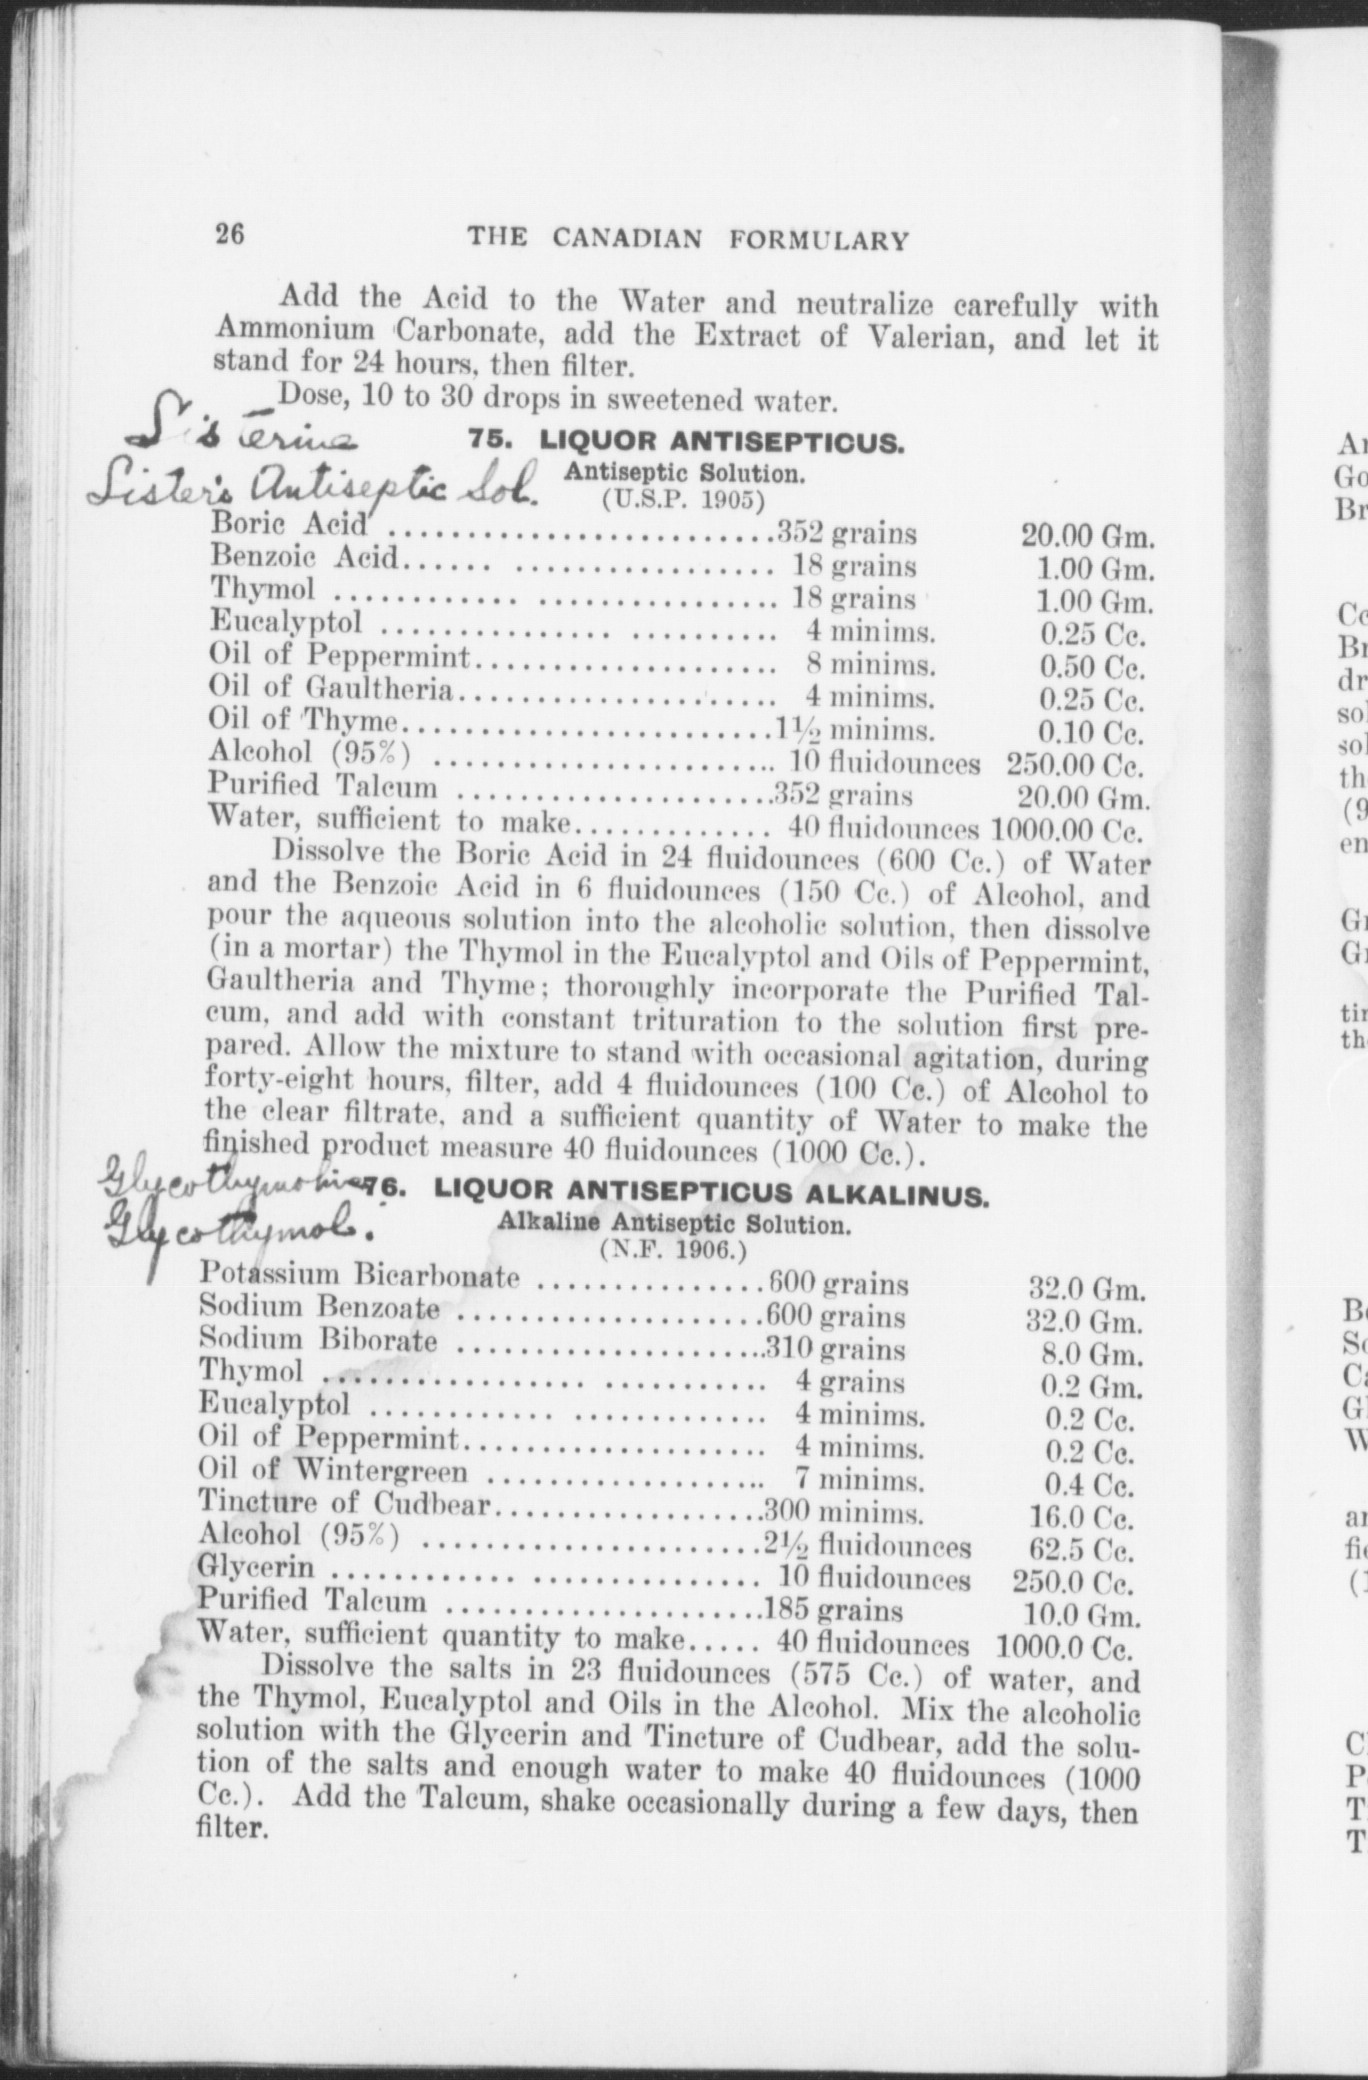 26 THE CANADIAN FORMULARY
Add the Acid to the Water and neutralize carefully with
Ammonium Carbonate, add the Extract of Valerian, and let it
stand for 24 hours, then filter.
Dose, 10 to 30 drops in sweetened water.
Listerine
75. LIQUOR ANTISEPTICUS.
Lister's Antiseptic Sol.
Antiseptic Solution.
(U.S.P. 1905)
Boric Acid ..........................352 grains 20.00 Gm.
Benzoic Acid...... ................. 18 grains 1.00 Gm.
Thymol ............ ................ 18 grains 1.00 Gm.
Eucalyptol ............... .......... 4 minims. 0.25 Cc.
Oil of Peppermint.................... 8 minims. 0.50 Cc.
Oil of Gaultheria..................... 4 minims. 0.25 Cc.
Oil of Thyme.........................1½ minims. 0.10 Cc.
Alcohol (95%) ....................... 10 fluidounces 250.00 Cc.
Purified Talcum .....................352 grains 20.00 Gm.
Water, sufficient to make............. 40 fluidounces 1000.00 Cc.
Dissolve the Boric Acid in 24 fluidounces (600 Cc.) of Water
and the Benzoic Acid in 6 fluidounces (150 Cc.) of Alcohol, and
pour the aqueous solution into the alcoholic solution, then dissolve
(in a mortar) the Thymol in the Eucalyptol and Oils of Peppermint,
Gaultheria and Thyme; thoroughly incorporate the Purified Tal-
cum, and add with constant trituration to the solution first pre-
pared. Allow the mixture to stand with occasional agitation, during
forty-eight hours, filter, add 4 fluidounces (100 Cc.) of Alcohol to
the clear filtrate, and a sufficient quantity of Water to make the
finished product measure 40 fluidounces (1000 Cc.).
Glycothymoline
76. LIQUOR ANTISEPTICUS ALKALINUS.
Glycothymol.
Alkaline Antiseptic Solution.
(N.F. 1906.)
Potassium Bicarbonate ...............600 grains 32.0 Gm.
Sodium Benzoate ....................600 grains 32.0 Gm.
Sodium Biborate ....................310 grains 8.0 Gm.
Thymol ................. ........... 4 grains 0.2 Gm.
Eucalyptol ............ ............. 4 minims. 0.2 Cc.
Oil of Peppermint.................... 4 minims. 0.2 Cc.
Oil of Wintergreen .................. 7 minims. 0.4 Cc.
Tincture of Cudbear..................300 minims. 16.0 Cc.
Alcohol (95%) ......................2½ fluidounces 62.5 Cc.
Glycerin ............ ............... 10 fluidounces 250.0 Cc.
Purified Talcum .....................185 grains 10.0 Gm.
Water, sufficient quantity to make..... 40 fluidounces 1000.0 Cc.
Dissolve the salts in 23 fluidounces (575 Cc.) of water, and
the Thymol, Eucalyptol and Oils in the Alcohol. Mix the alcoholic
solution with the Glycerin and Tincture of Cudbear, add the solu-
tion of the salts and enough water to make 40 fluidounces (1000
Cc.). Add the Talcum, shake occasionally during a few days, then
filter.